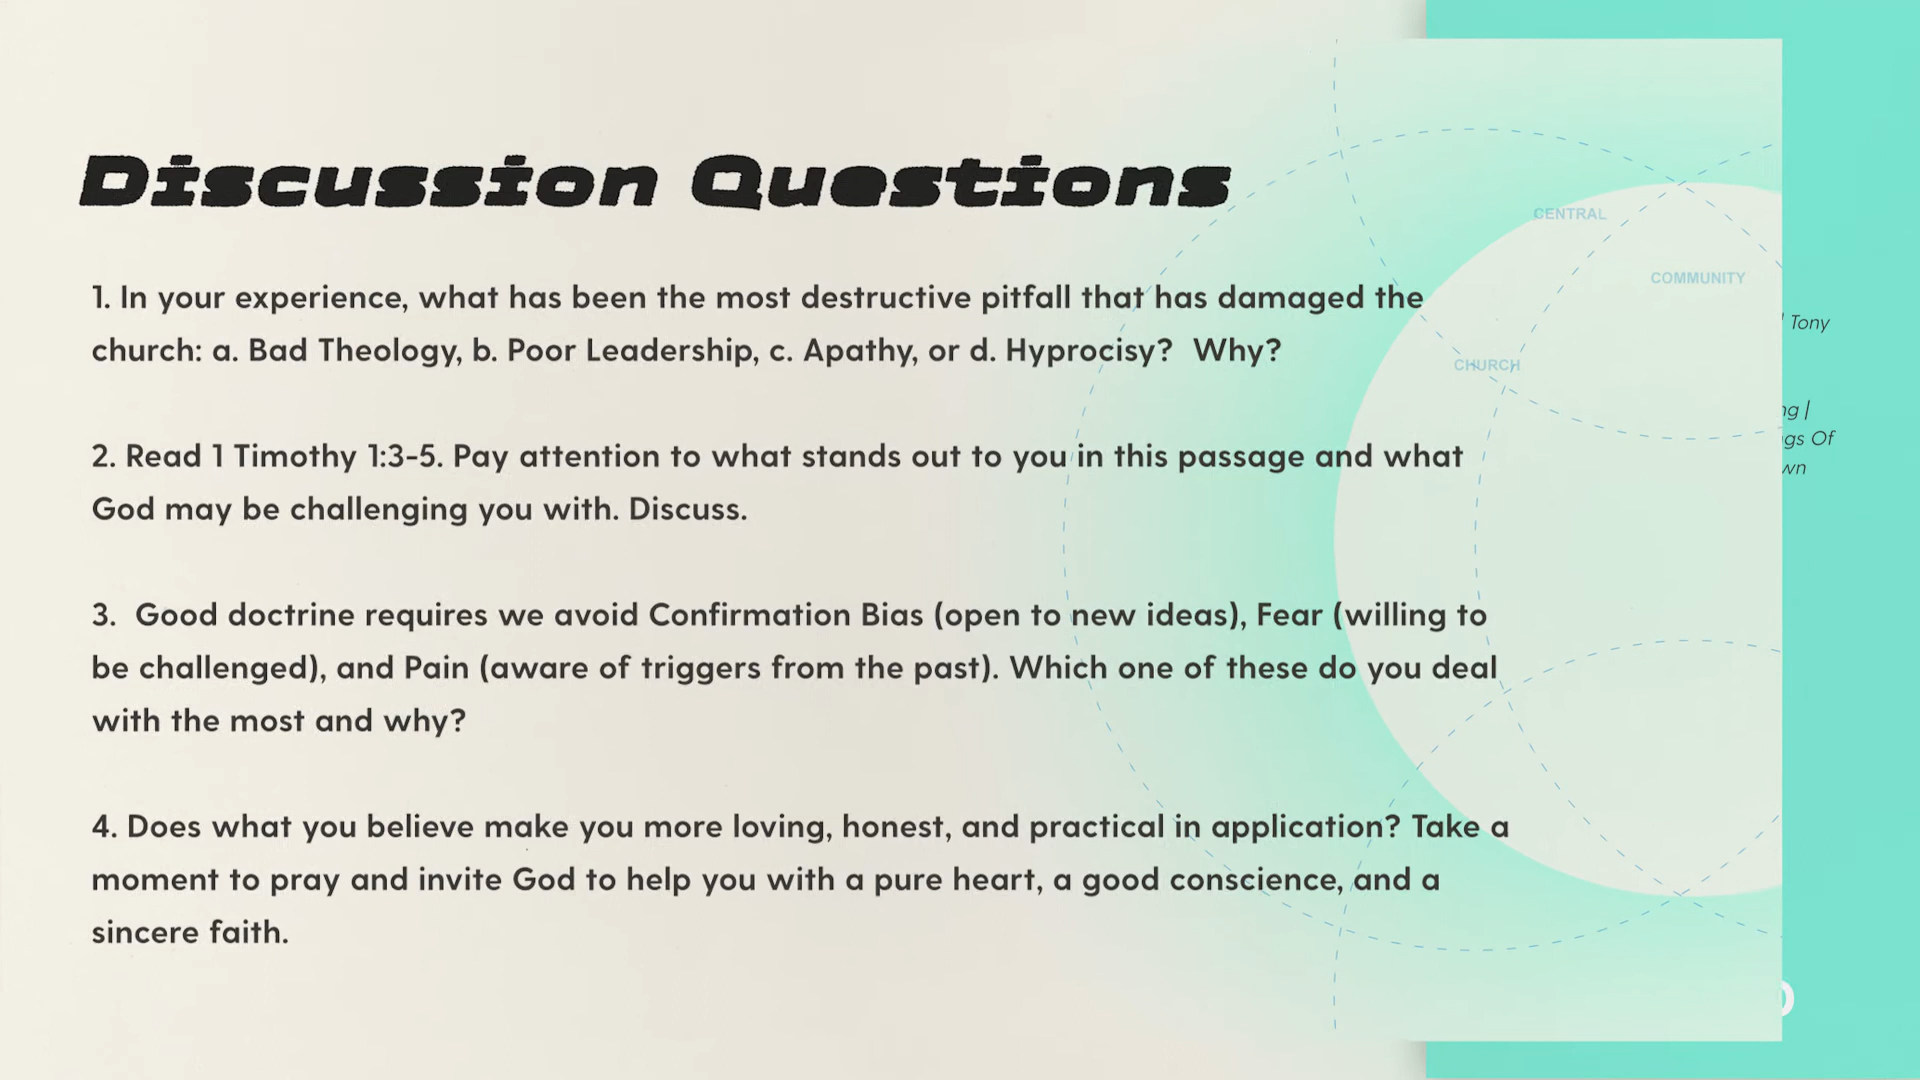 Discussion Questions
1. In your experience, what has been the most destructive pitfall that has damaged the
church: a. Bad Theology, b. Poor Leadership, c. Apathy, or d. Hyprocisy?  Why?
2. Read 1 Timothy 1:3-5. Pay attention to what stands out to you in this passage and what
God may be challenging you with. Discuss.
3.  Good doctrine requires we avoid Confirmation Bias (open to new ideas), Fear (willing to
be challenged), and Pain (aware of triggers from the past). Which one of these do you deal
with the most and why?
4. Does what you believe make you more loving, honest, and practical in application? Take a
moment to pray and invite God to help you with a pure heart, a good conscience, and a
sincere faith.
CENTRAL
COMMUNITY
CHURCH
Tony
Of